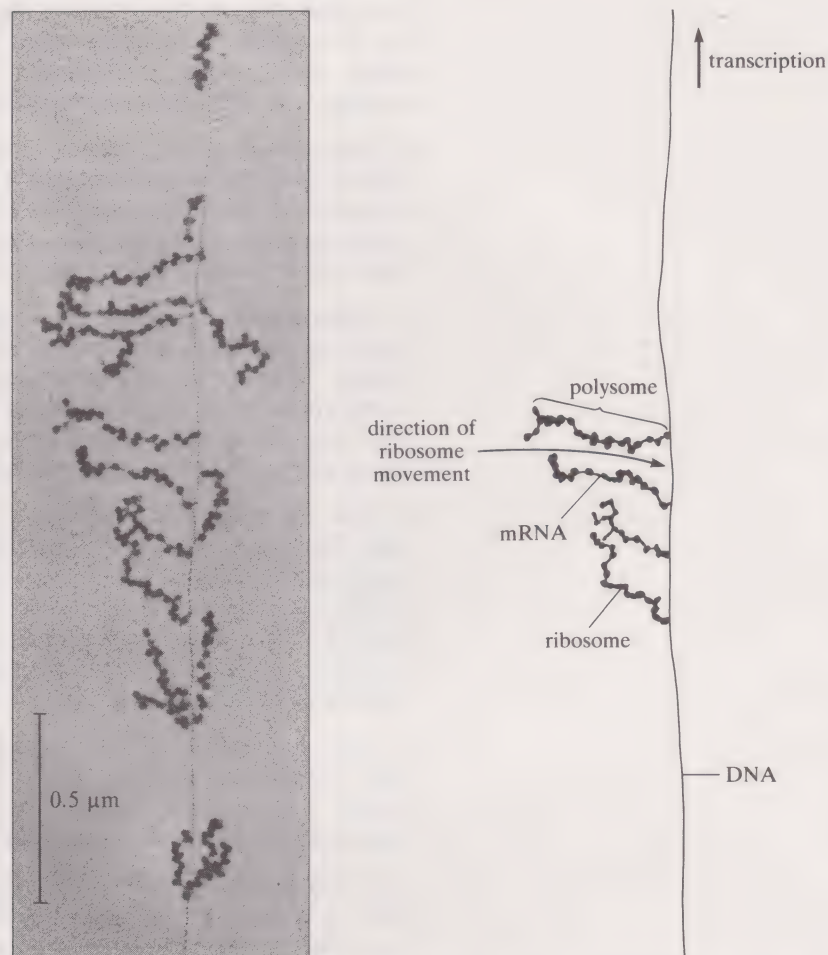 transcription
polysome
direction of
ribosome
movement
mRNA
ribosome
0.5 µm
DNA